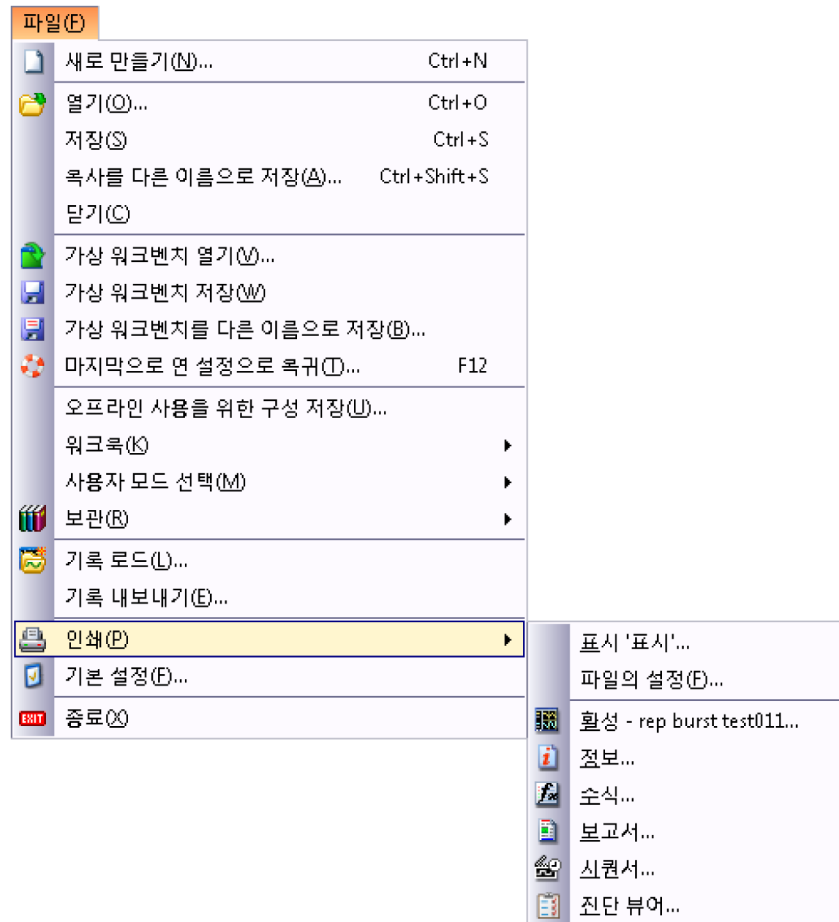 파일(F)
새로 만들기(N)... Ctrl+N
열기(O)... Ctrl+O
저장(S) Ctrl+S
복사를 다른 이름으로 저장(A)... Ctrl+Shift+S
닫기(C)
가상 워크벤치 열기(V)...
가상 워크벤치 저장(W)
가상 워크벤치를 다른 이름으로 저장(B)...
마지막으로 연 설정으로 복귀(T)... F12
오프라인 사용을 위한 구성 저장(U)...
워크북(K)
사용자 모드 선택(M)
보관(R)
기록 로드(L)...
기록 내보내기(E)...
인쇄(P)
표시 '표시'...
기본 설정(F)...
파일의 설정(F)...
종료(X)
EXIT
활성 - rep burst test011...
정보...
수식...
보고서...
시퀀서...
진단 뷰어...